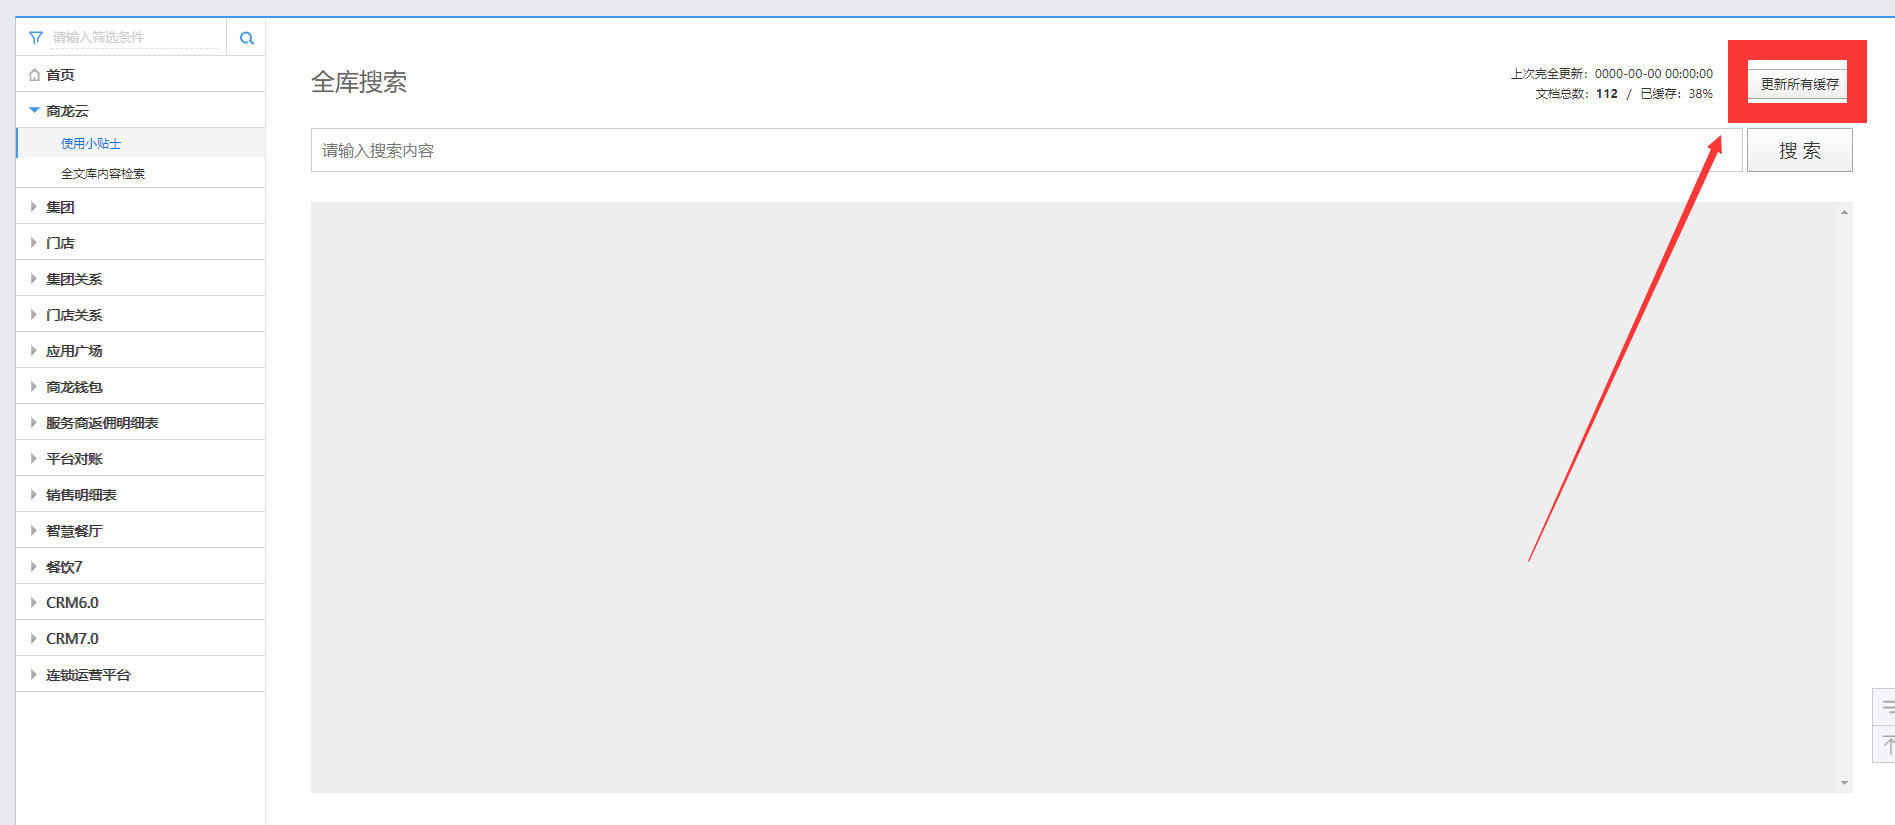 请输入筛选条件
首页
商龙云
使用小贴士
全文库内容检索
集团
门店
集团关系
门店关系
应用广场
商龙钱包
服务商返佣明细表
平台对账
销售明细表
智慧餐厅
餐饮7
CRM6.0
CRM7.0
连锁运营平台
全库搜索
上次完全更新：0000-00-00 00:00:00
文档总数：112 / 已缓存：38%
更新所有缓存
请输入搜索内容
搜 索